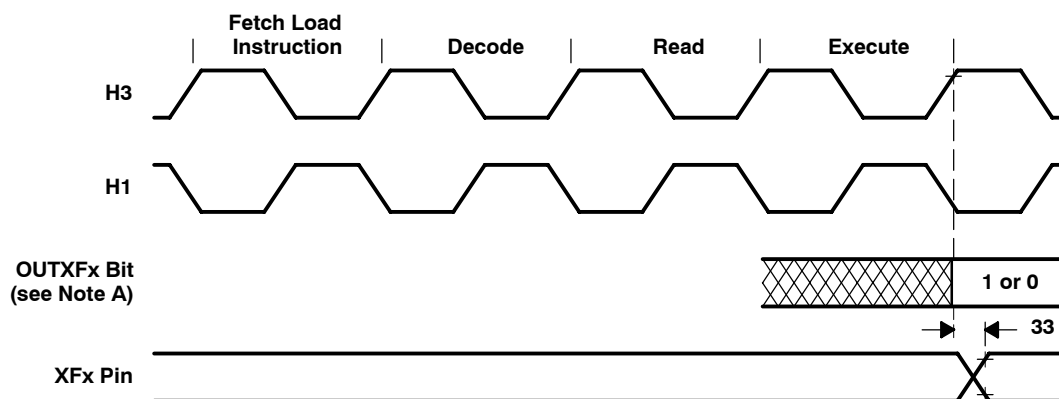 Fetch Load
Instruction
Decode
Read
Execute
H3
H1
OUTXFx Bit
(see Note A)
1 or 0
33
XFx Pin